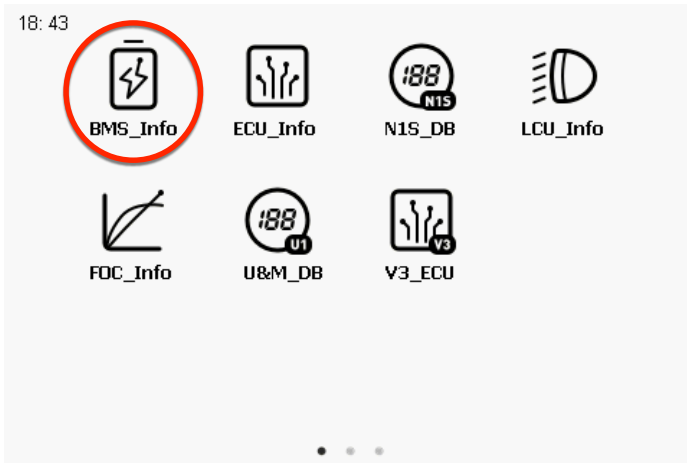 18:43
BMS_Info ECU_Info N1S_DB LCU_Info
188 N1S
FOC_Info U&M_DB V3_ECU
188 U1 V3